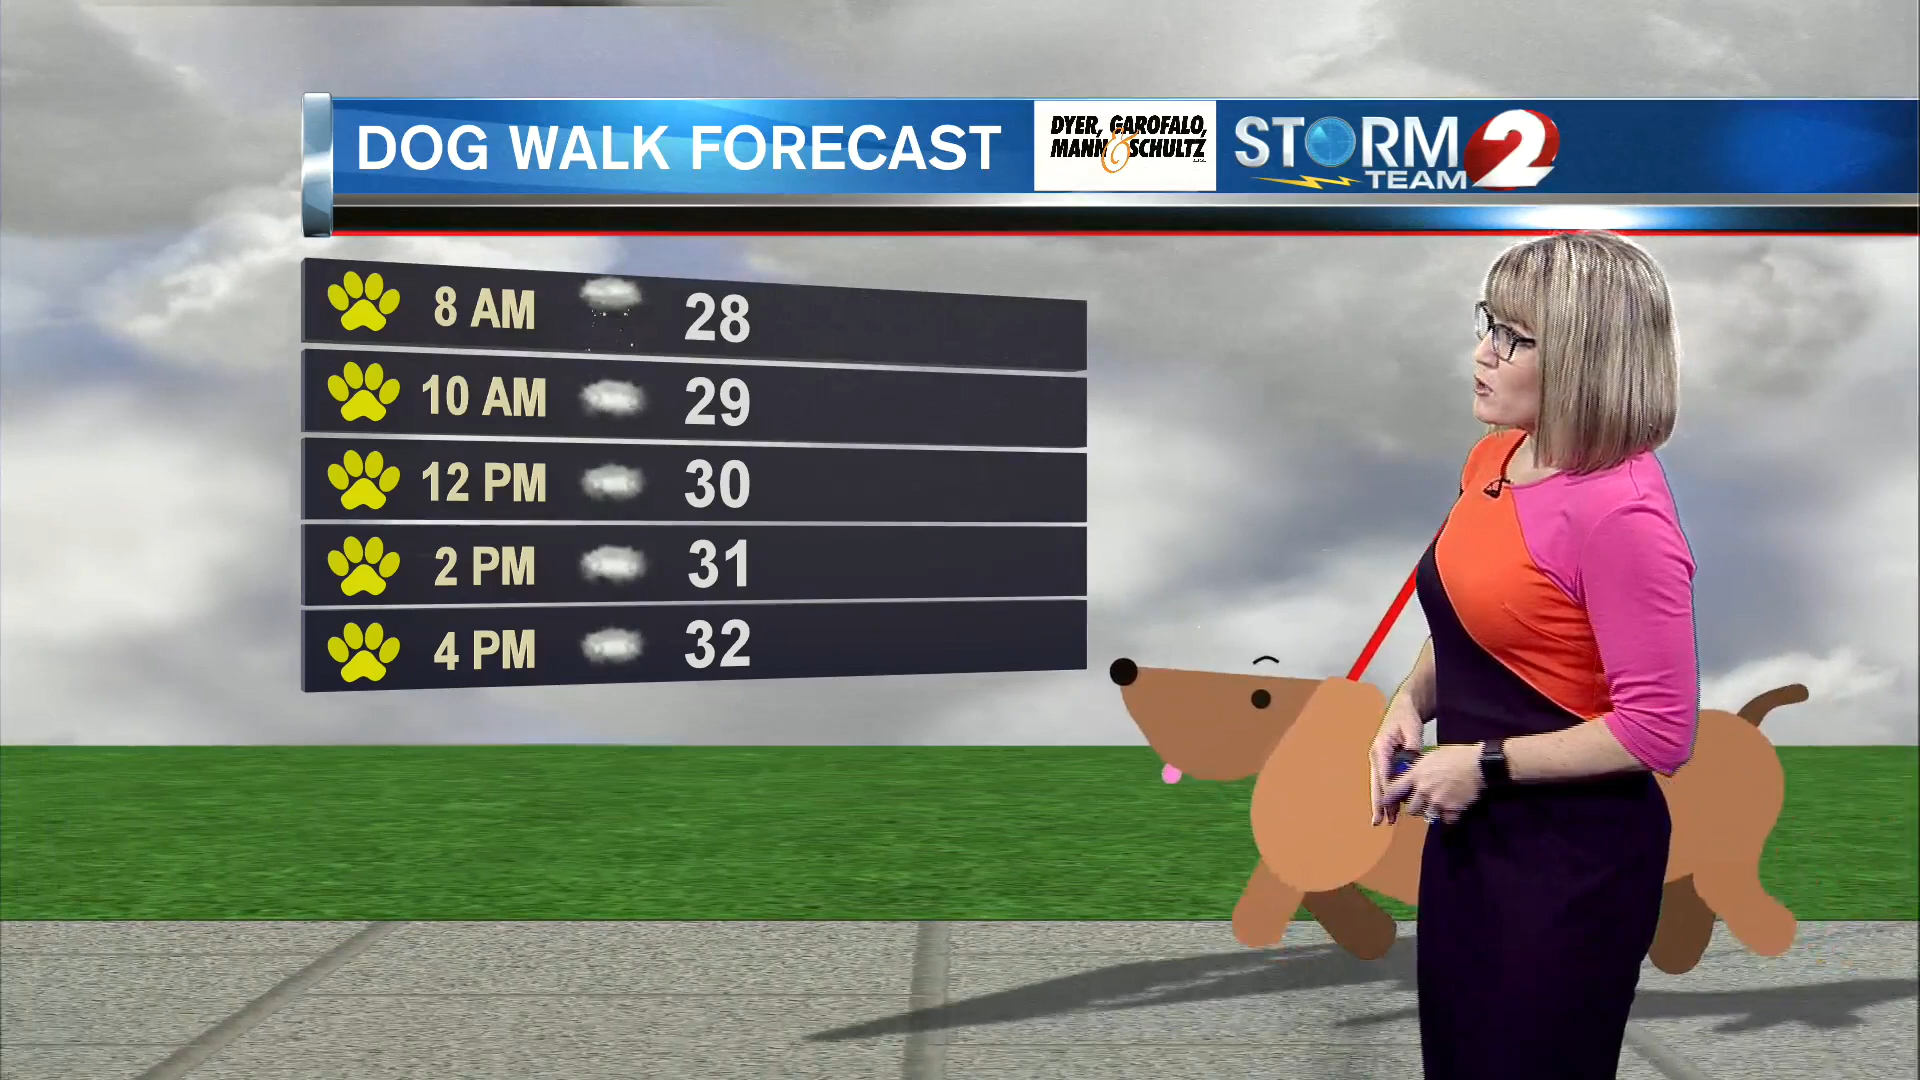 DOG WALK FORECAST
DYER, GAROFALO,
MANN & SCHULTZ
STORM
TEAM 2
8 AM 28
10 AM 29
12 PM 30
2 PM 31
4 PM 32